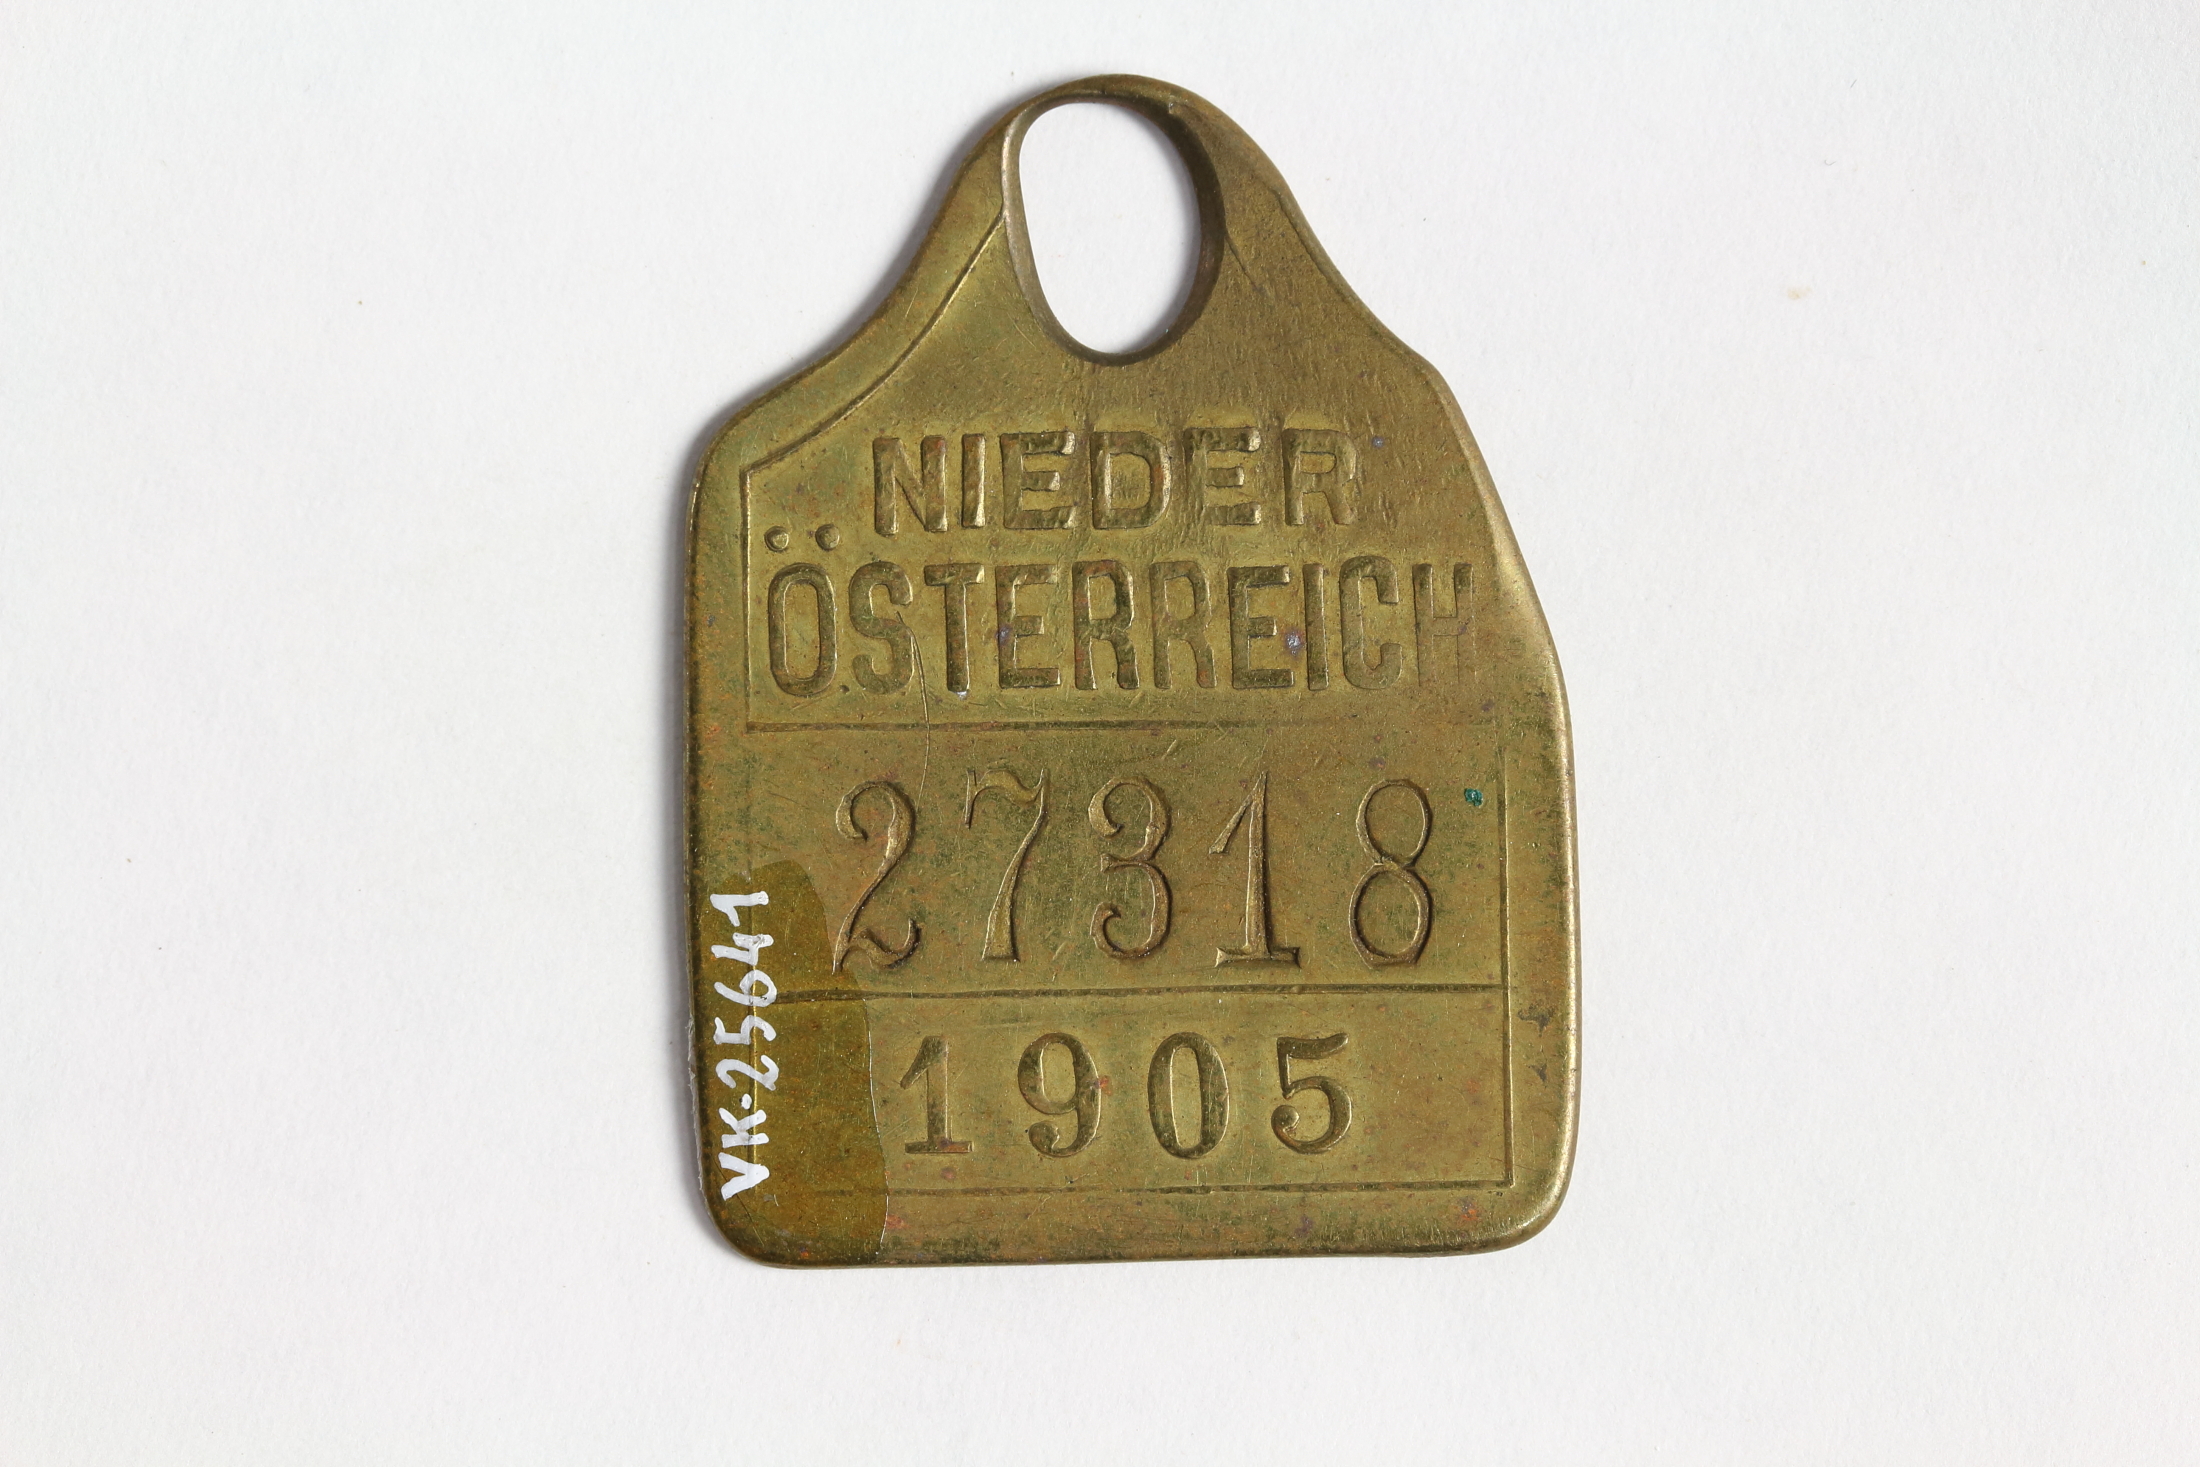 NIEDER
ÖSTERREICH
27318
1905
VK-25641